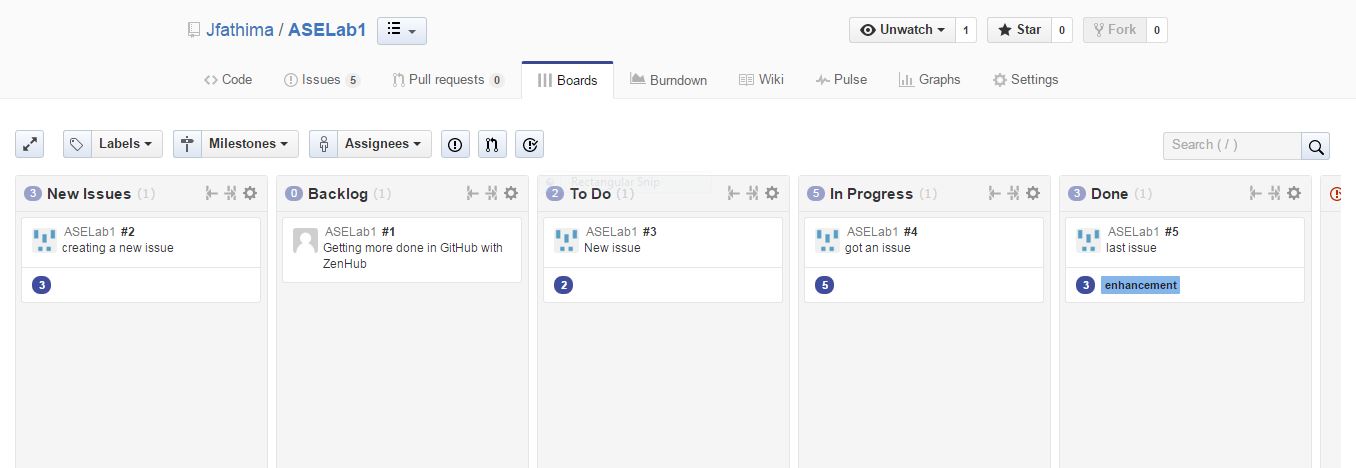 Jfathima / ASELab1
Unwatch 1 Star 0 Fork 0
Code Issues 5 Pull requests 0 Boards Burndown Wiki Pulse Graphs Settings
Labels Milestones Assignees Search ( / )
Rectangular Snip
3 New Issues (1)
ASELab1 #2
creating a new issue
3
0 Backlog (1)
ASELab1 #1
Getting more done in GitHub with
ZenHub
2 To Do (1)
ASELab1 #3
New issue
2
5 In Progress (1)
ASELab1 #4
got an issue
5
3 Done (1)
ASELab1 #5
last issue
3 enhancement